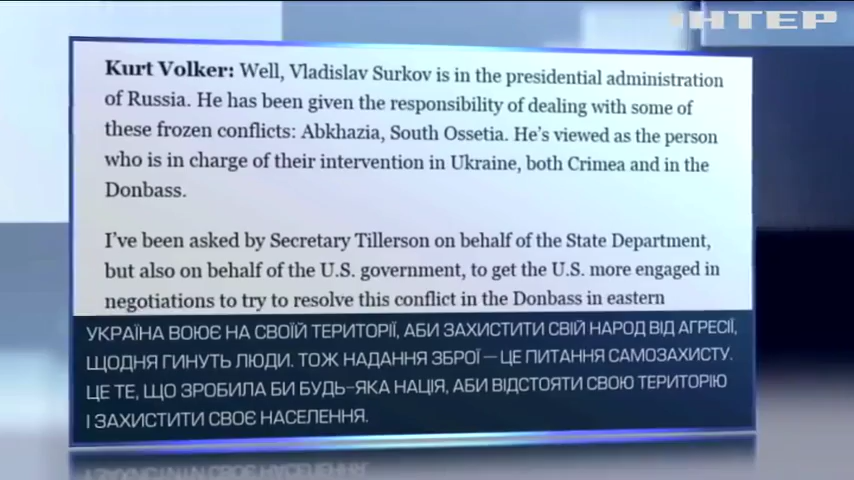 ІНТЕР
Kurt Volker: Well, Vladislav Surkov is in the presidential administration
of Russia. He has been given the responsibility of dealing with some of
these frozen conflicts: Abkhazia, South Ossetia. He's viewed as the person
who is in charge of their intervention in Ukraine, both Crimea and in the
Donbass.
I've been asked by Secretary Tillerson on behalf of the State Department,
but also on behalf of the U.S. government, to get the U.S. more engaged in
negotiations to try to resolve this conflict in the Donbass in eastern
УКРАЇНА ВОЮЄ НА СВОЇЙ ТЕРИТОРІЇ, АБИ ЗАХИСТИТИ СВІЙ НАРОД ВІД АГРЕСІЇ,
ЩОДНЯ ГИНУТЬ ЛЮДИ. ТОЖ НАДАННЯ ЗБРОЇ — ЦЕ ПИТАННЯ САМОЗАХИСТУ.
ЦЕ ТЕ, ЩО ЗРОБИЛА БИ БУДЬ-ЯКА НАЦІЯ, АБИ ВІДСТОЯТИ СВОЮ ТЕРИТОРІЮ
І ЗАХИСТИТИ СВОЄ НАСЕЛЕННЯ.